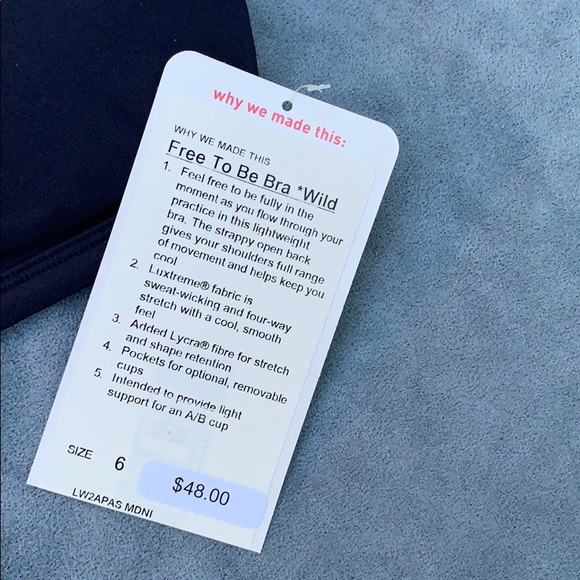 why we made this:
WHY WE MADE THIS
Free To Be Bra *Wild
1. Feel free to be fully in the
moment as you flow through your
practice in this lightweight
bra. The strappy open back
gives your shoulders full range
of movement and helps keep you
cool
2. Luxtreme® fabric is
sweat-wicking and four-way
stretch with a cool, smooth
feel
3. Added Lycra® fibre for stretch
and shape retention
4. Pockets for optional, removable
cups
5. Intended to provide light
support for an A/B cup
SIZE 6
$48.00
LW2APAS MDNI